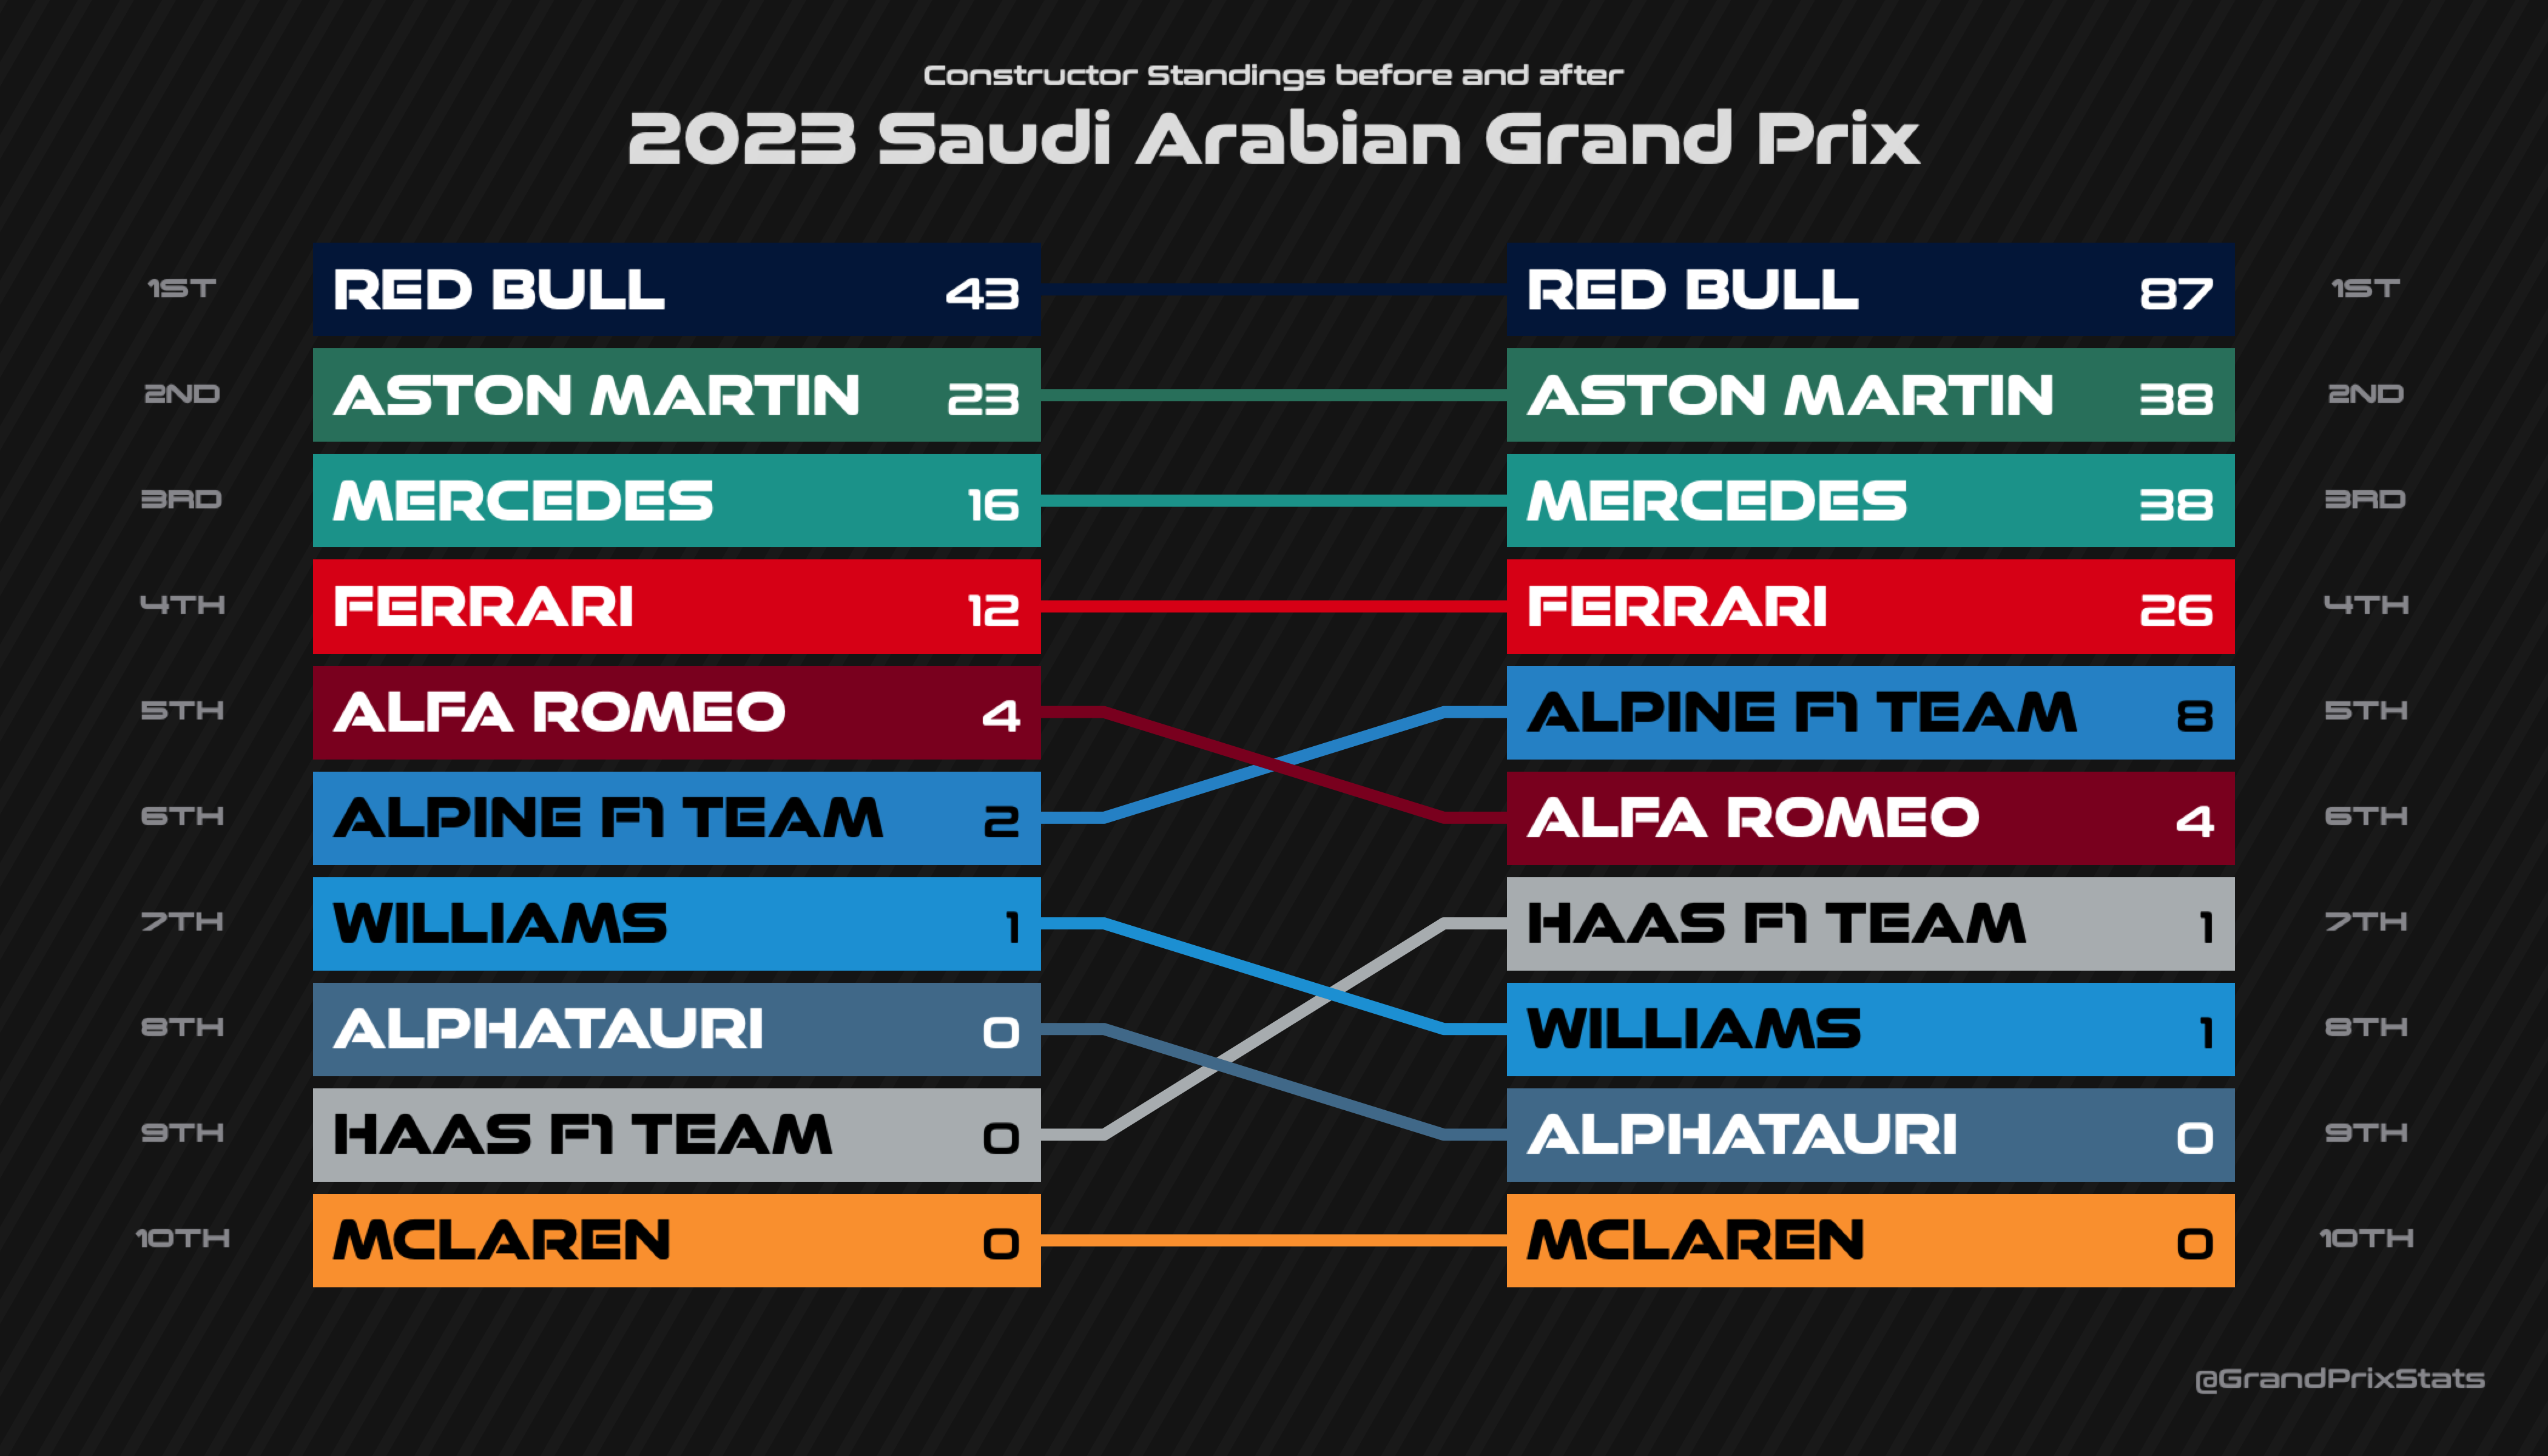 Constructor Standings before and after
2023 Saudi Arabian Grand Prix
1ST RED BULL 43 RED BULL 87 1ST
2ND ASTON MARTIN 23 ASTON MARTIN 38 2ND
3RD MERCEDES 16 MERCEDES 38 3RD
4TH FERRARI 12 FERRARI 26 4TH
5TH ALFA ROMEO 4 ALPINE F1 TEAM 8 5TH
6TH ALPINE F1 TEAM 2 ALFA ROMEO 4 6TH
7TH WILLIAMS 1 HAAS F1 TEAM 1 7TH
8TH ALPHATAURI 0 WILLIAMS 1 8TH
9TH HAAS F1 TEAM 0 ALPHATAURI 0 9TH
10TH MCLAREN 0 MCLAREN 0 10TH
@GrandPrixStats